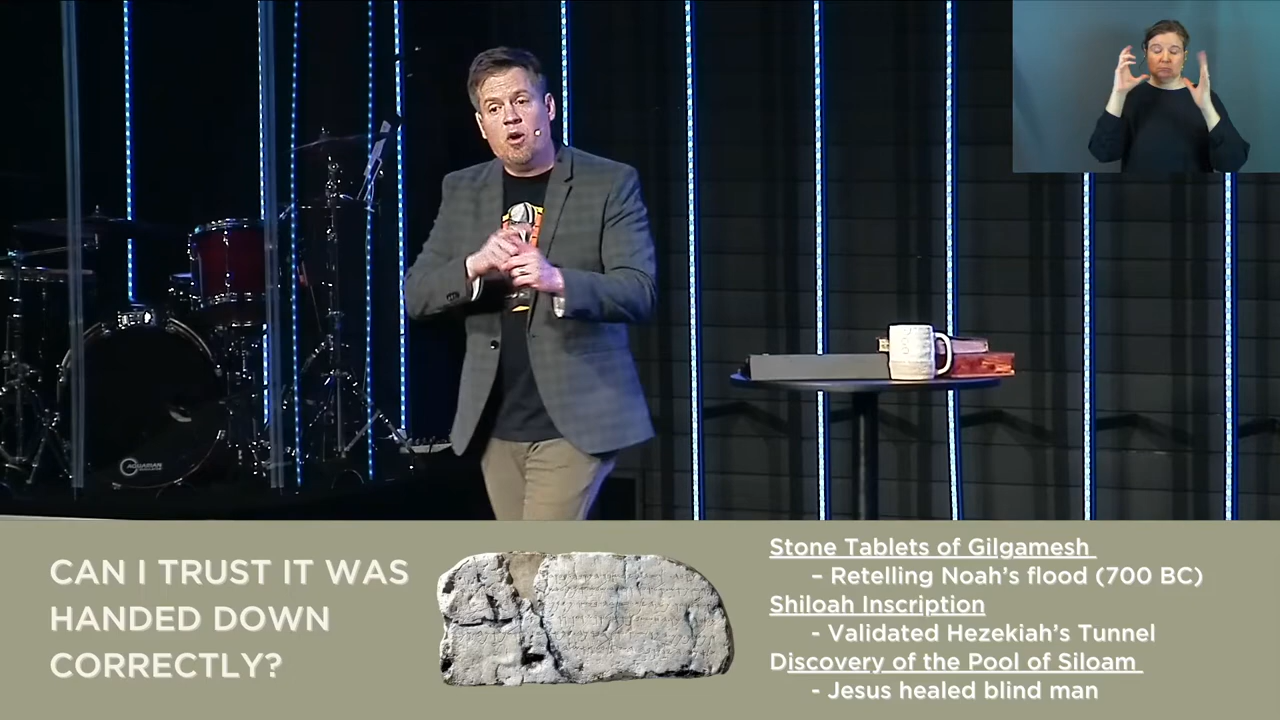 AQUARIAN
CAN I TRUST IT WAS
HANDED DOWN
CORRECTLY?
Stone Tablets of Gilgamesh
– Retelling Noah's flood (700 BC)
Shiloah Inscription
- Validated Hezekiah's Tunnel
Discovery of the Pool of Siloam
- Jesus healed blind man